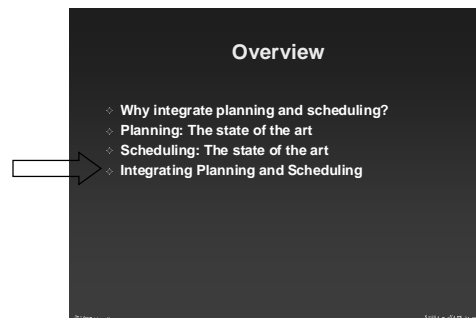 Overview
Why integrate planning and scheduling?
Planning: The state of the art
Scheduling: The state of the art
Integrating Planning and Scheduling